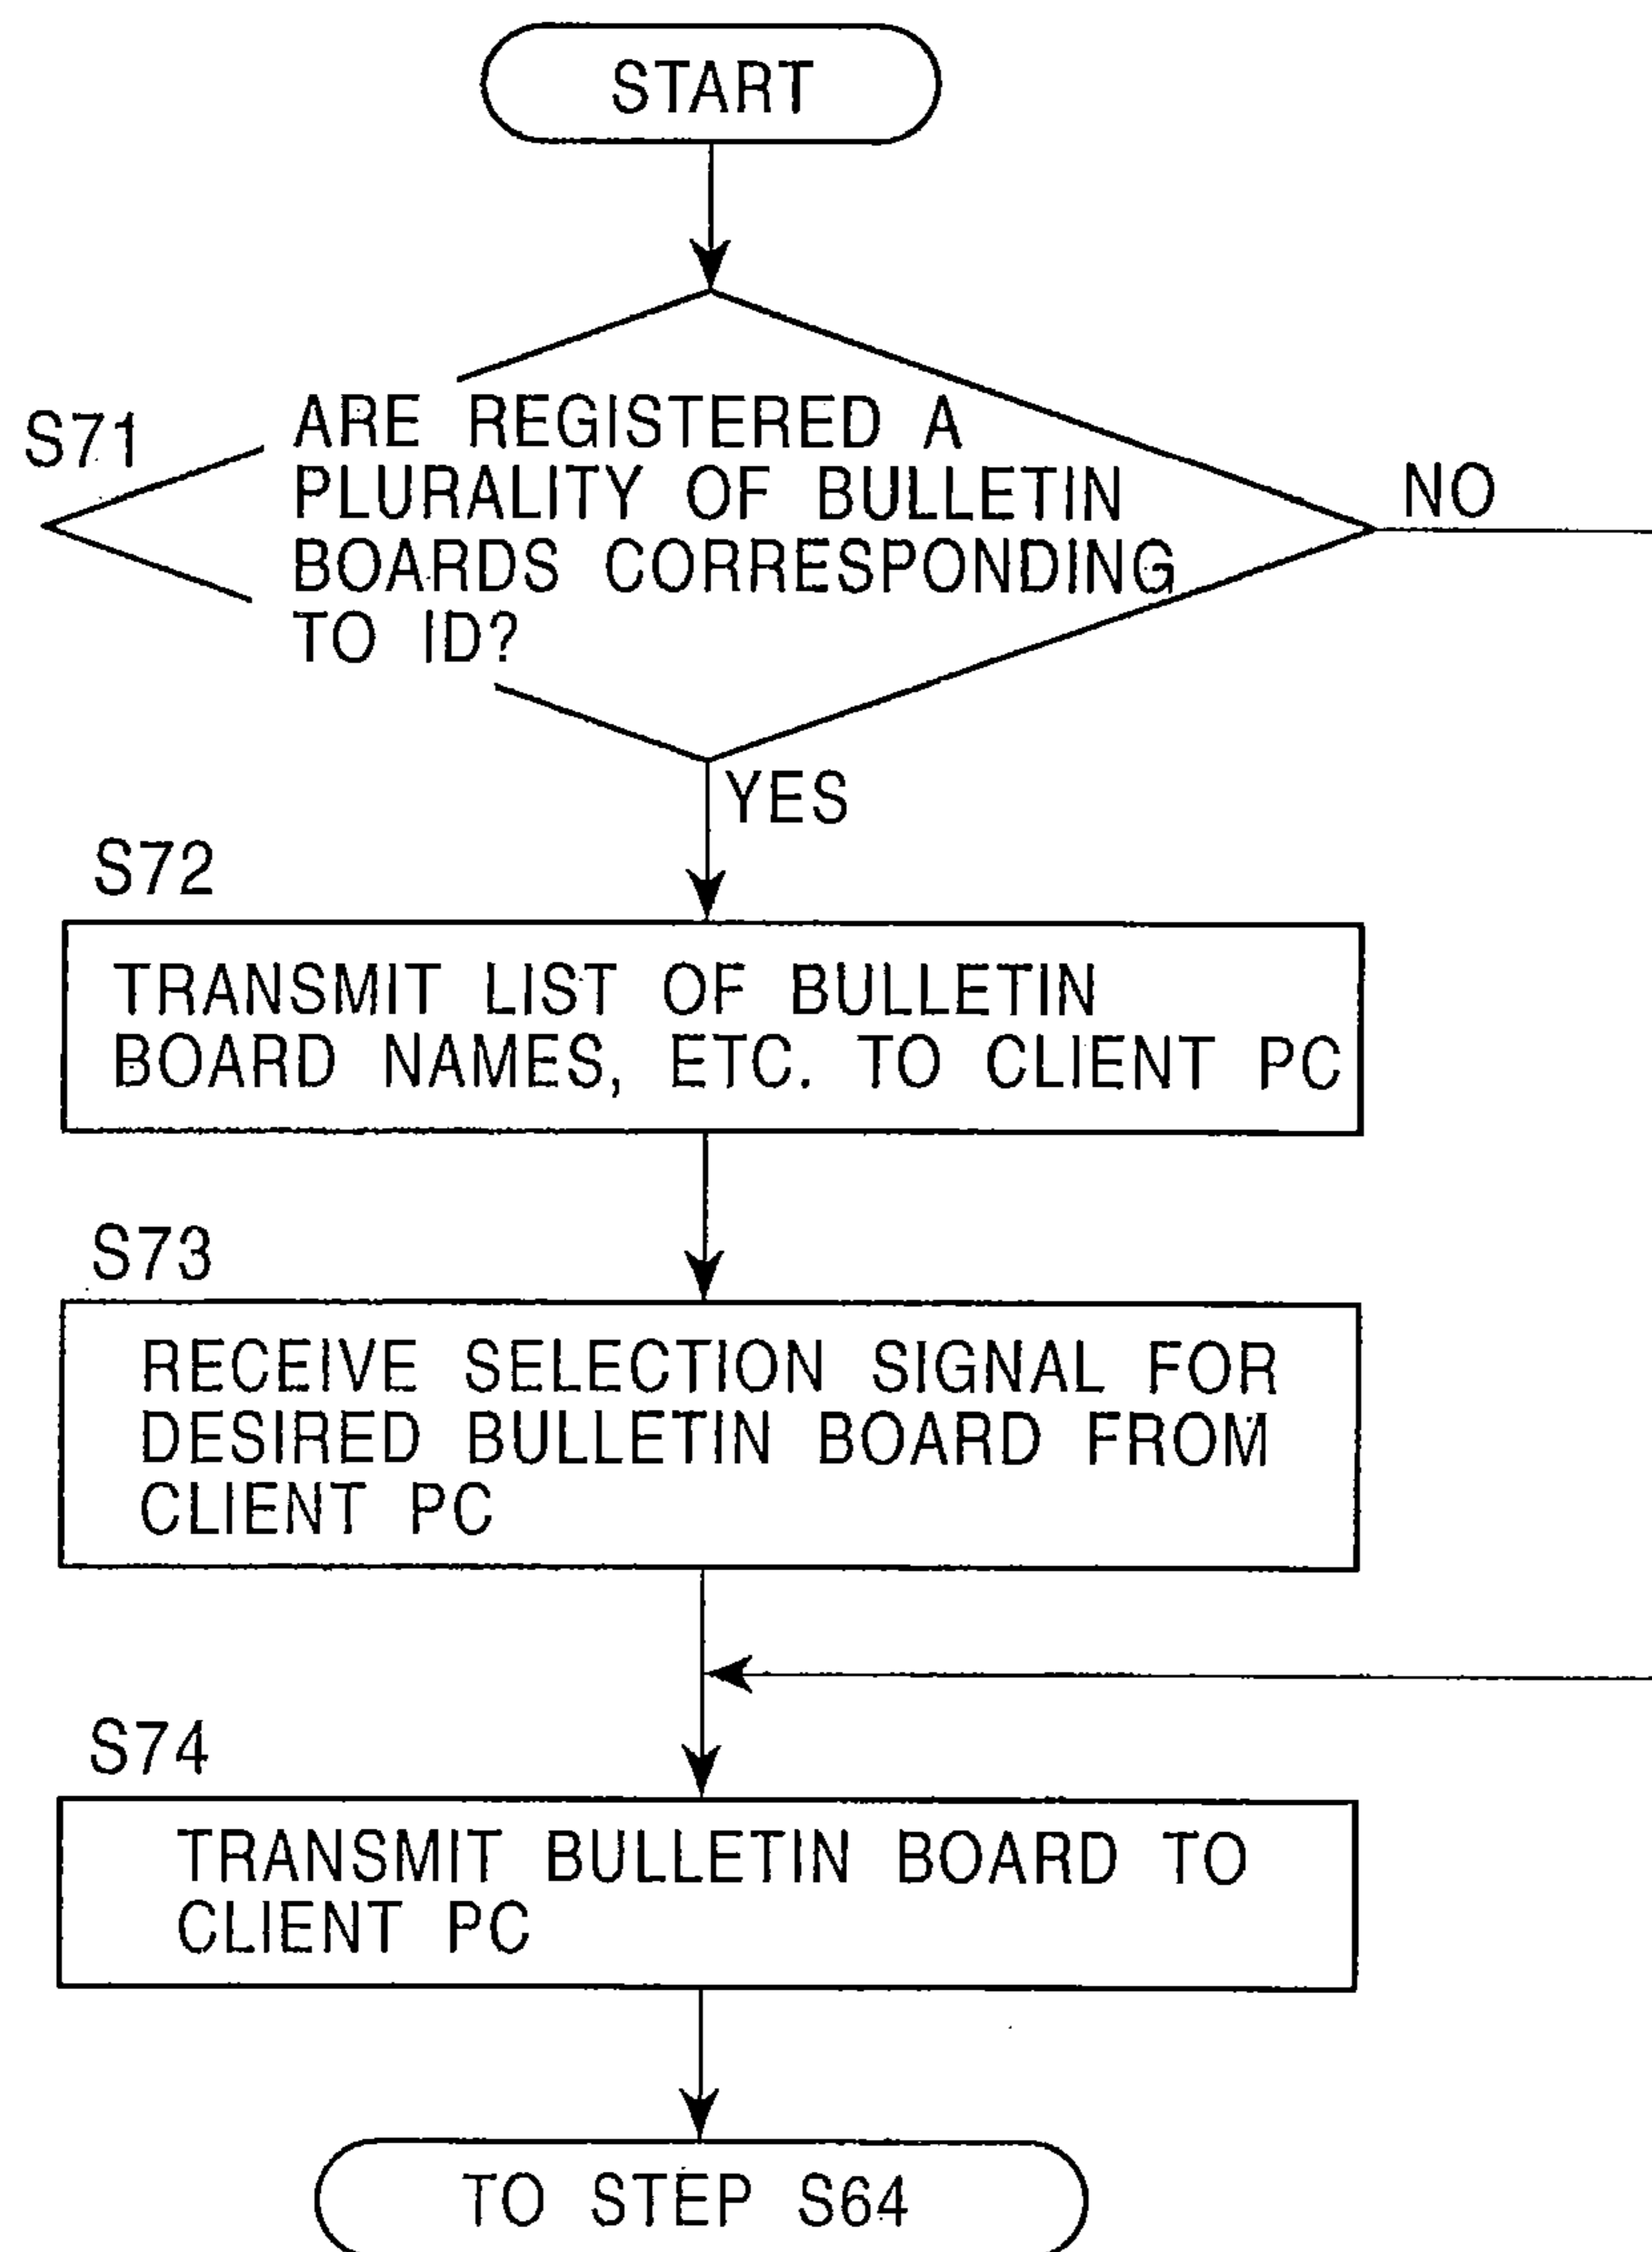 START
S71
ARE REGISTERED A
PLURALITY OF BULLETIN
BOARDS CORRESPONDING
TO ID?
NO
YES
S72
TRANSMIT LIST OF BULLETIN
BOARD NAMES, ETC. TO CLIENT PC
S73
RECEIVE SELECTION SIGNAL FOR
DESIRED BULLETIN BOARD FROM
CLIENT PC
S74
TRANSMIT BULLETIN BOARD TO
CLIENT PC
TO STEP S64